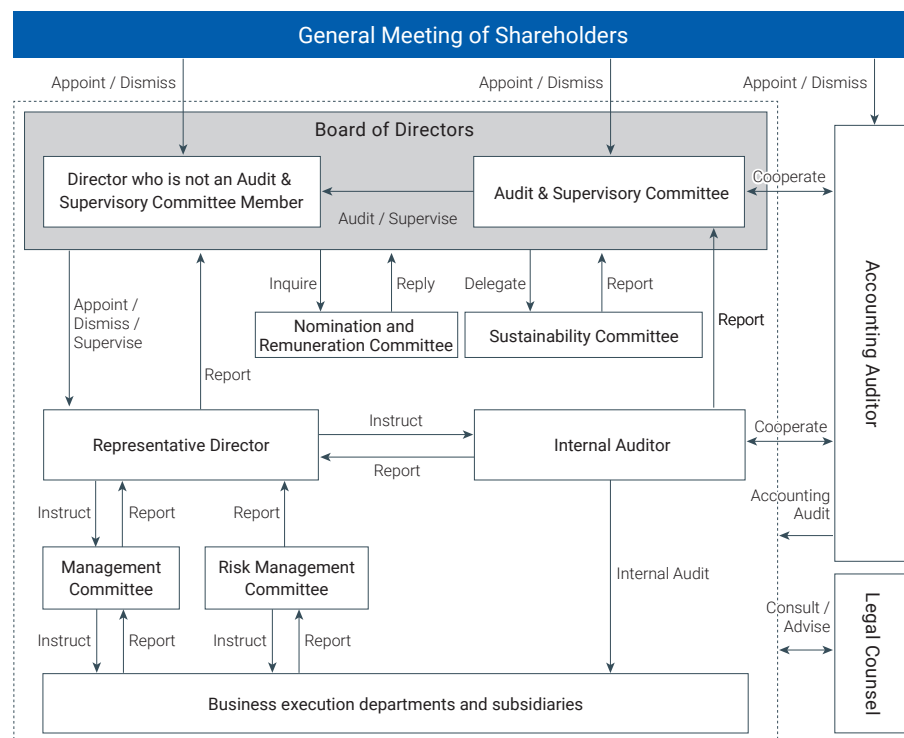 General Meeting of Shareholders
Appoint / Dismiss
Appoint / Dismiss
Appoint / Dismiss
Board of Directors
Director who is not an Audit &
Supervisory Committee Member
Audit & Supervisory Committee
Audit / Supervise
Cooperate
Appoint /
Dismiss /
Supervise
Report
Inquire
Reply
Delegate
Report
Report
Nomination and
Remuneration Committee
Sustainability Committee
Accounting Auditor
Representative Director
Instruct
Report
Internal Auditor
Cooperate
Accounting
Audit
Instruct
Report
Report
Management
Committee
Risk Management
Committee
Internal Audit
Instruct
Report
Instruct
Report
Consult /
Advise
Legal Counsel
Business execution departments and subsidiaries